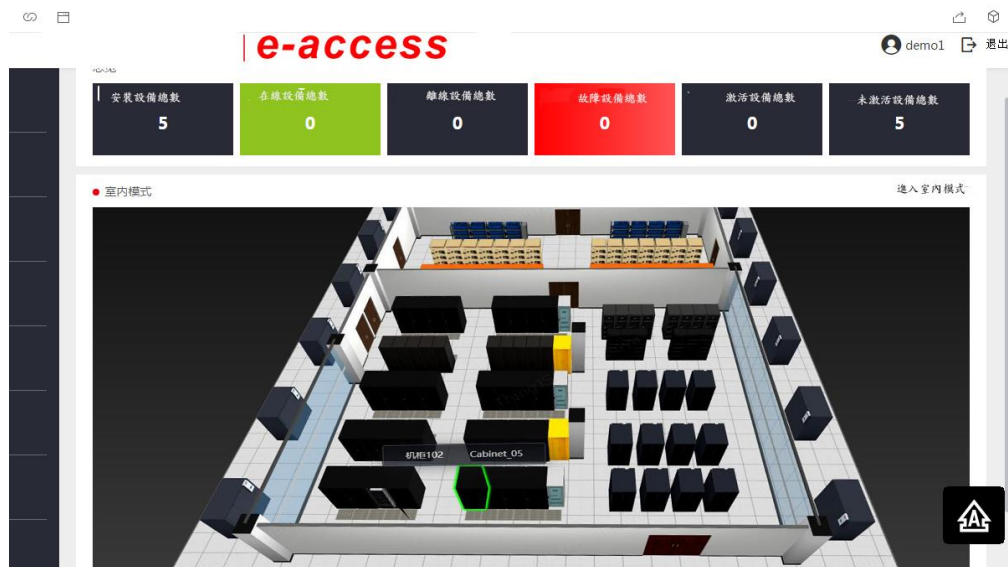 e-access
demo1 退出
安裝設備總數 在線設備總數 離線設備總數 故障設備總數 激活設備總數 未激活設備總數
5 0 0 0 0 5
室内模式 進入室內模式
机柜102 Cabinet_05
A